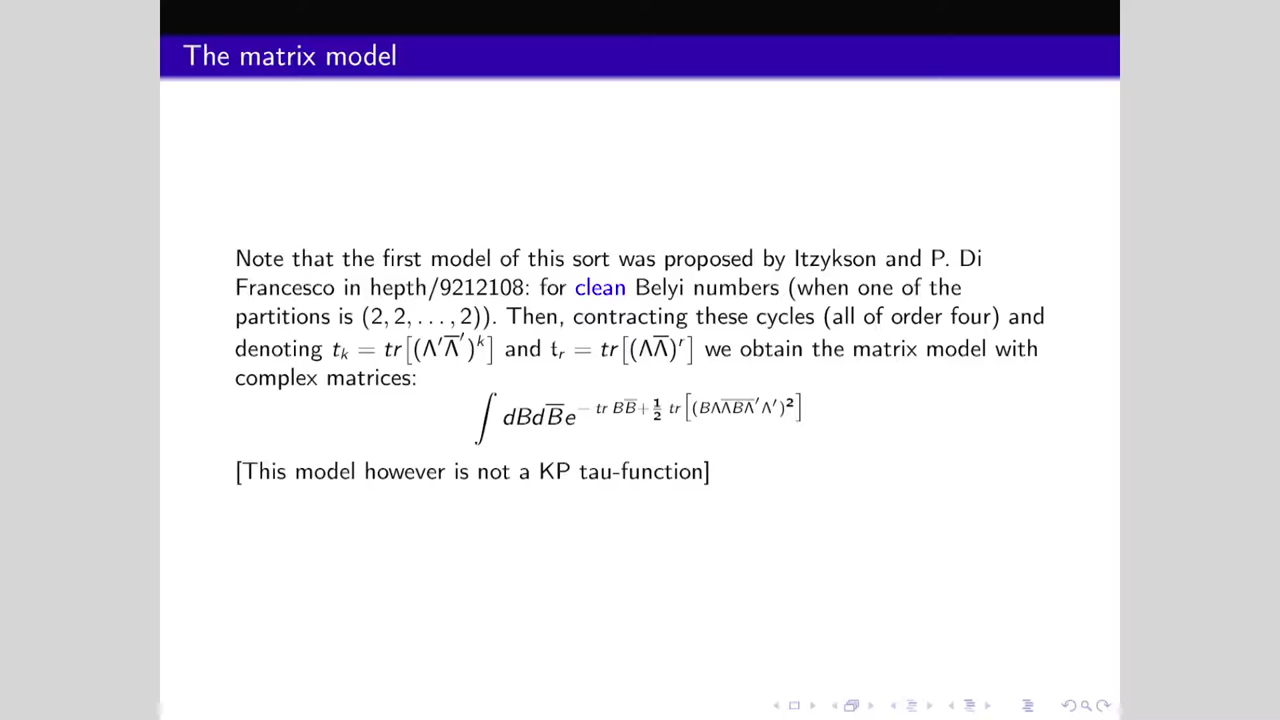 The matrix model
Note that the first model of this sort was proposed by Itzykson and P. Di
Francesco in hepth/9212108: for clean Belyi numbers (when one of the
partitions is (2, 2, . . . , 2)). Then, contracting these cycles (all of order four) and
denoting t_k = tr[(Λ′Λ̅′)^k] and t_r = tr[(ΛΛ̅)^r] we obtain the matrix model with
complex matrices:
∫ dBdB̅e^{− tr BB̅+½ tr[(BΛΛ̅B̅Λ̅′Λ′)²]}
[This model however is not a KP tau-function]